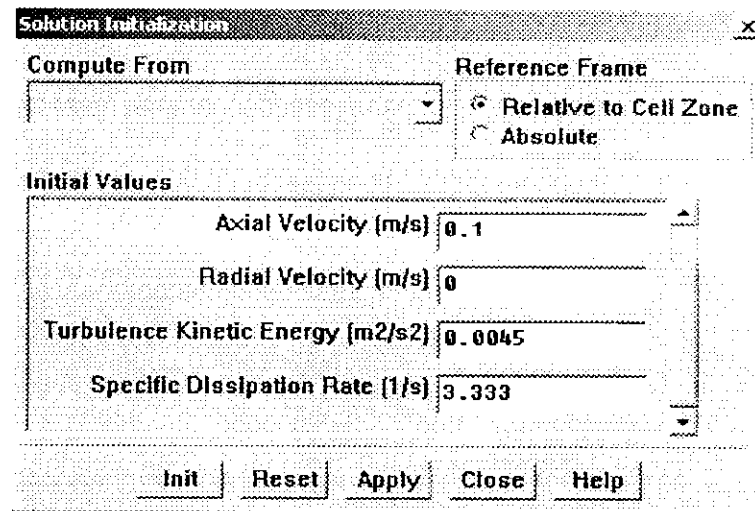 Solution Initialization
Compute From
Reference Frame
Relative to Cell Zone
Absolute
Initial Values
Axial Velocity (m/s) 0.1
Radial Velocity (m/s) 0
Turbulence Kinetic Energy (m2/s2) 0.0045
Specific Dissipation Rate (1/s) 3.333
Init Reset Apply Close Help